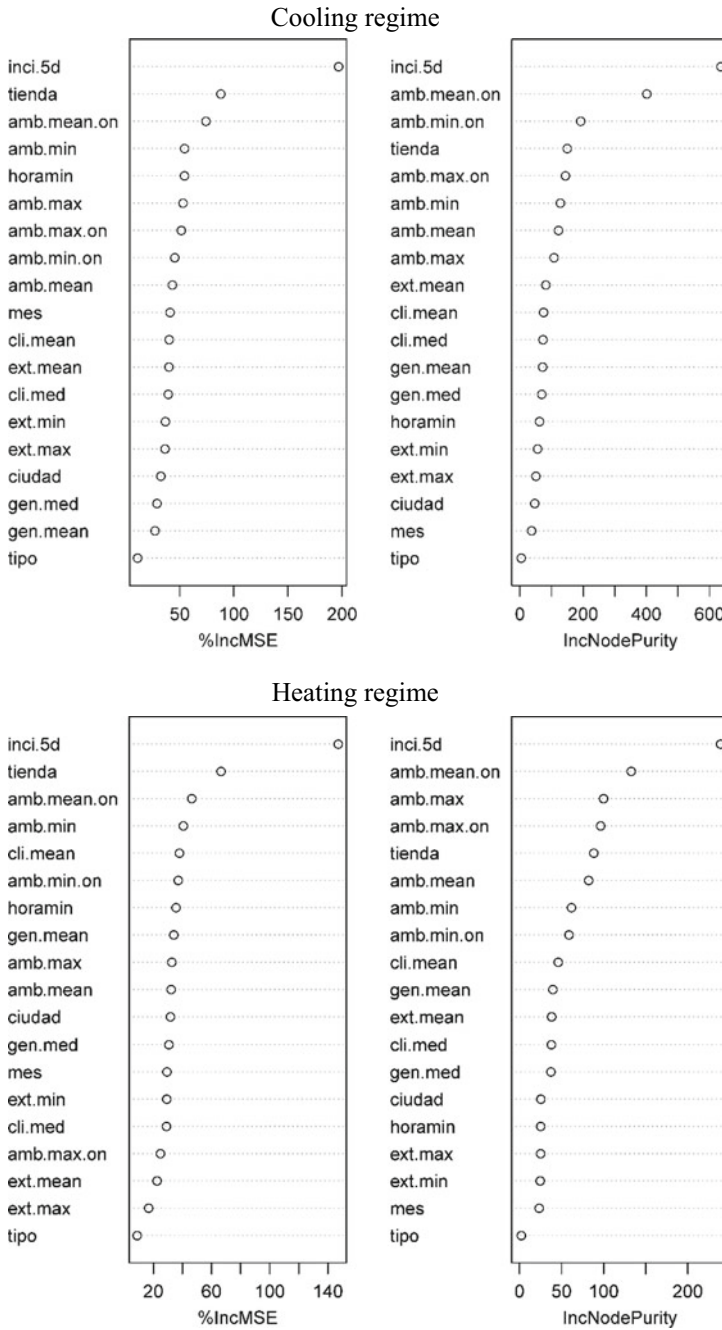 Cooling regime
inci.5d
tienda
amb.mean.on
amb.min
horamin
amb.max
amb.max.on
amb.min.on
amb.mean
mes
cli.mean
ext.mean
cli.med
ext.min
ext.max
ciudad
gen.med
gen.mean
tipo
50 100 150 200
%IncMSE
inci.5d
amb.mean.on
amb.min.on
tienda
amb.max.on
amb.min
amb.mean
amb.max
ext.mean
cli.mean
cli.med
gen.mean
gen.med
horamin
ext.min
ext.max
ciudad
mes
tipo
0 200 400 600
IncNodePurity
Heating regime
inci.5d
tienda
amb.mean.on
amb.min
cli.mean
amb.min.on
horamin
gen.mean
amb.max
amb.mean
ciudad
gen.med
mes
ext.min
cli.med
amb.max.on
ext.mean
ext.max
tipo
20 60 100 140
%IncMSE
inci.5d
amb.mean.on
amb.max
amb.max.on
tienda
amb.mean
amb.min
amb.min.on
cli.mean
gen.mean
ext.mean
cli.med
gen.med
ciudad
horamin
ext.max
ext.min
mes
tipo
0 50 100 200
IncNodePurity